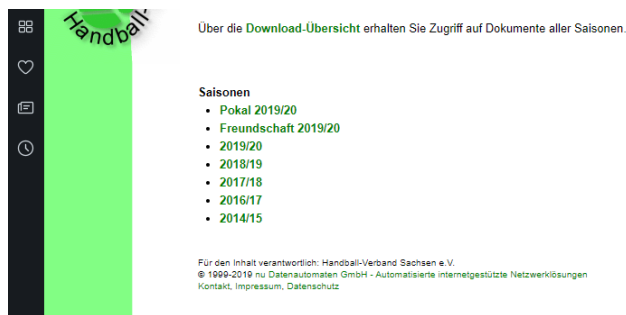 Handball-
Über die Download-Übersicht erhalten Sie Zugriff auf Dokumente aller Saisonen.
Saisonen
• Pokal 2019/20
• Freundschaft 2019/20
• 2019/20
• 2018/19
• 2017/18
• 2016/17
• 2014/15
Für den Inhalt verantwortlich: Handball-Verband Sachsen e.V.
© 1999-2019 nu Datenautomaten GmbH - Automatisierte internetgestützte Netzwerklösungen
Kontakt, Impressum, Datenschutz